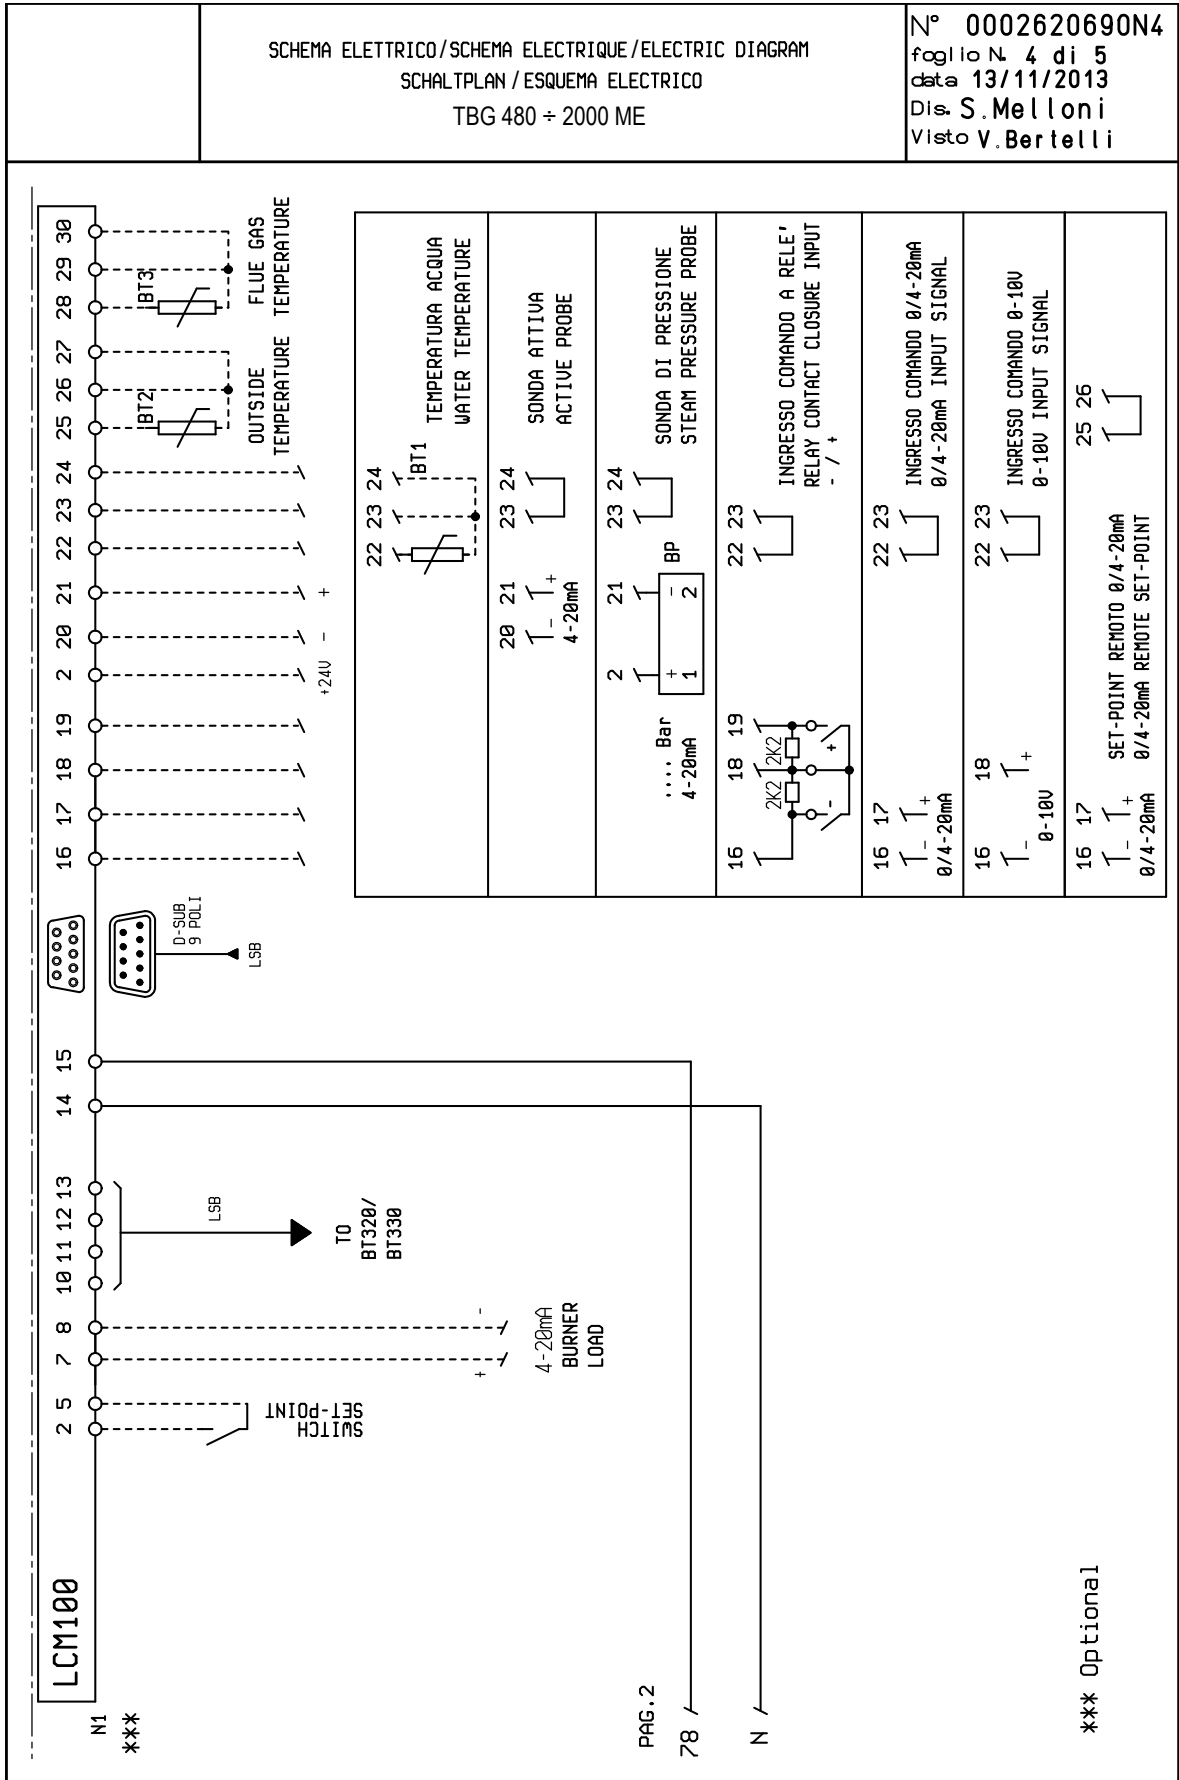 SCHEMA ELETTRICO/SCHEMA ELECTRIQUE/ELECTRIC DIAGRAM
SCHALTPLAN / ESQUEMA ELECTRICO
TBG 480 ÷ 2000 ME
N° 0002620690N4
foglio N. 4 di 5
data 13/11/2013
Dis. S.Melloni
Visto V.Bertelli
LCM100
N1
***
2 5 7 8 10 11 12 13 14 15 16 17 18 19 2 20 21 22 23 24 25 26 27 28 29 30
SWITCH
SET-POINT
+ -
4-20mA
BURNER
LOAD
LSB
TO
BT320/
BT330
D-SUB
9 POLI
LSB
+24V - +
BT2
OUTSIDE
TEMPERATURE
BT3
FLUE GAS
TEMPERATURE
PAG.2
78
N
22 23 24
BT1
TEMPERATURA ACQUA
WATER TEMPERATURE
20 21 23 24
- +
4-20mA
SONDA ATTIVA
ACTIVE PROBE
2 21 23 24
+ -
1 2
BP
.... Bar
4-20mA
SONDA DI PRESSIONE
STEAM PRESSURE PROBE
16 18 19 22 23
2K2 2K2
- +
INGRESSO COMANDO A RELE'
RELAY CONTACT CLOSURE INPUT
- / +
16 17 22 23
- +
0/4-20mA
INGRESSO COMANDO 0/4-20mA
0/4-20mA INPUT SIGNAL
16 18 22 23
- +
0-10V
INGRESSO COMANDO 0-10V
0-10V INPUT SIGNAL
16 17 25 26
- +
0/4-20mA
SET-POINT REMOTO 0/4-20mA
0/4-20mA REMOTE SET-POINT
*** Optional